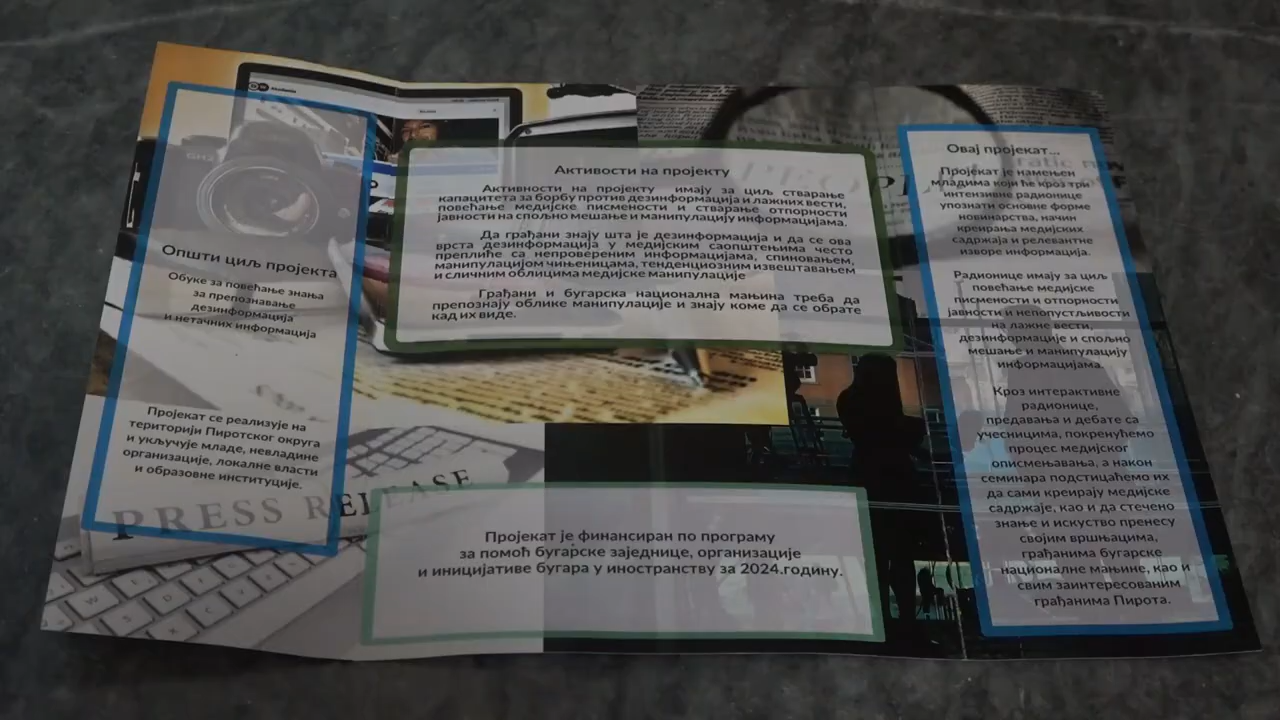 Akademie
GH2
Општи циљ пројекта
Обуке за повећање знања
за препознавање
дезинформација
и нетачних информација
Пројекат се реализује на
територији Пиротског округа
и укључује младе, невладине
организације, локалне власти
и образовне институције.
PRESS RELEASE
Активости на пројекту
Активности на пројекту имају за циљ стварање
капацитета за борбу против дезинформација и лажних вести,
повећање медијске писмености и стварање отпорности
јавности на спољно мешање и манипулацију информацијама.
Да грађани знају шта је дезинформација и да се ова
врста дезинформација у медијским саопштењима често
преплиће са непровереним информацијама, спиновањем,
манипулацијом чињеницама, тенденциозним извештавањем
и сличним облицима медијске манипулације
Грађани и бугарска национална мањина треба да
препознају облике манипулације и знају коме да се обрате
кад их виде.
Пројекат је финансиран по програму
за помоћ бугарске заједнице, организације
и иницијативе бугара у иностранству за 2024.годину.
Овај пројекат...
Пројекат је намењен
младима који ће кроз три
интензивне радионице
упознати основне форме
новинарства, начин
креирања медијских
садржаја и релевантне
изворе информација.
Радионице имају за циљ
повећање медијске
писмености и отпорности
јавности и непопустљивости
на лажне вести,
дезинформације и спољно
мешање и манипулацију
информацијама.
Кроз интерактивне
радионице,
предавања и дебате са
учесницима, покренућемо
процес медијског
описмењавања, а након
семинара подстицаћемо их
да сами креирају медијске
садржаје, као и да стечено
знање и искуство пренесу
својим вршњацима,
грађанима бугарске
националне мањине, као и
свим заинтересованим
грађанима Пирота.